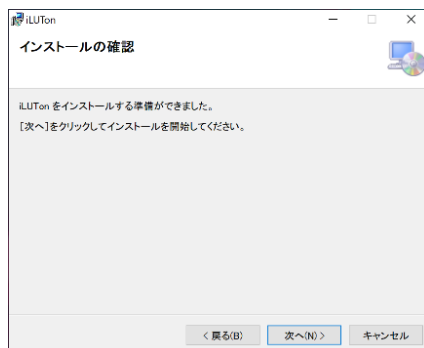 iLUTon
インストールの確認
iLUTon をインストールする準備ができました。
[次へ]をクリックしてインストールを開始してください。
< 戻る(B)
次へ(N) >
キャンセル